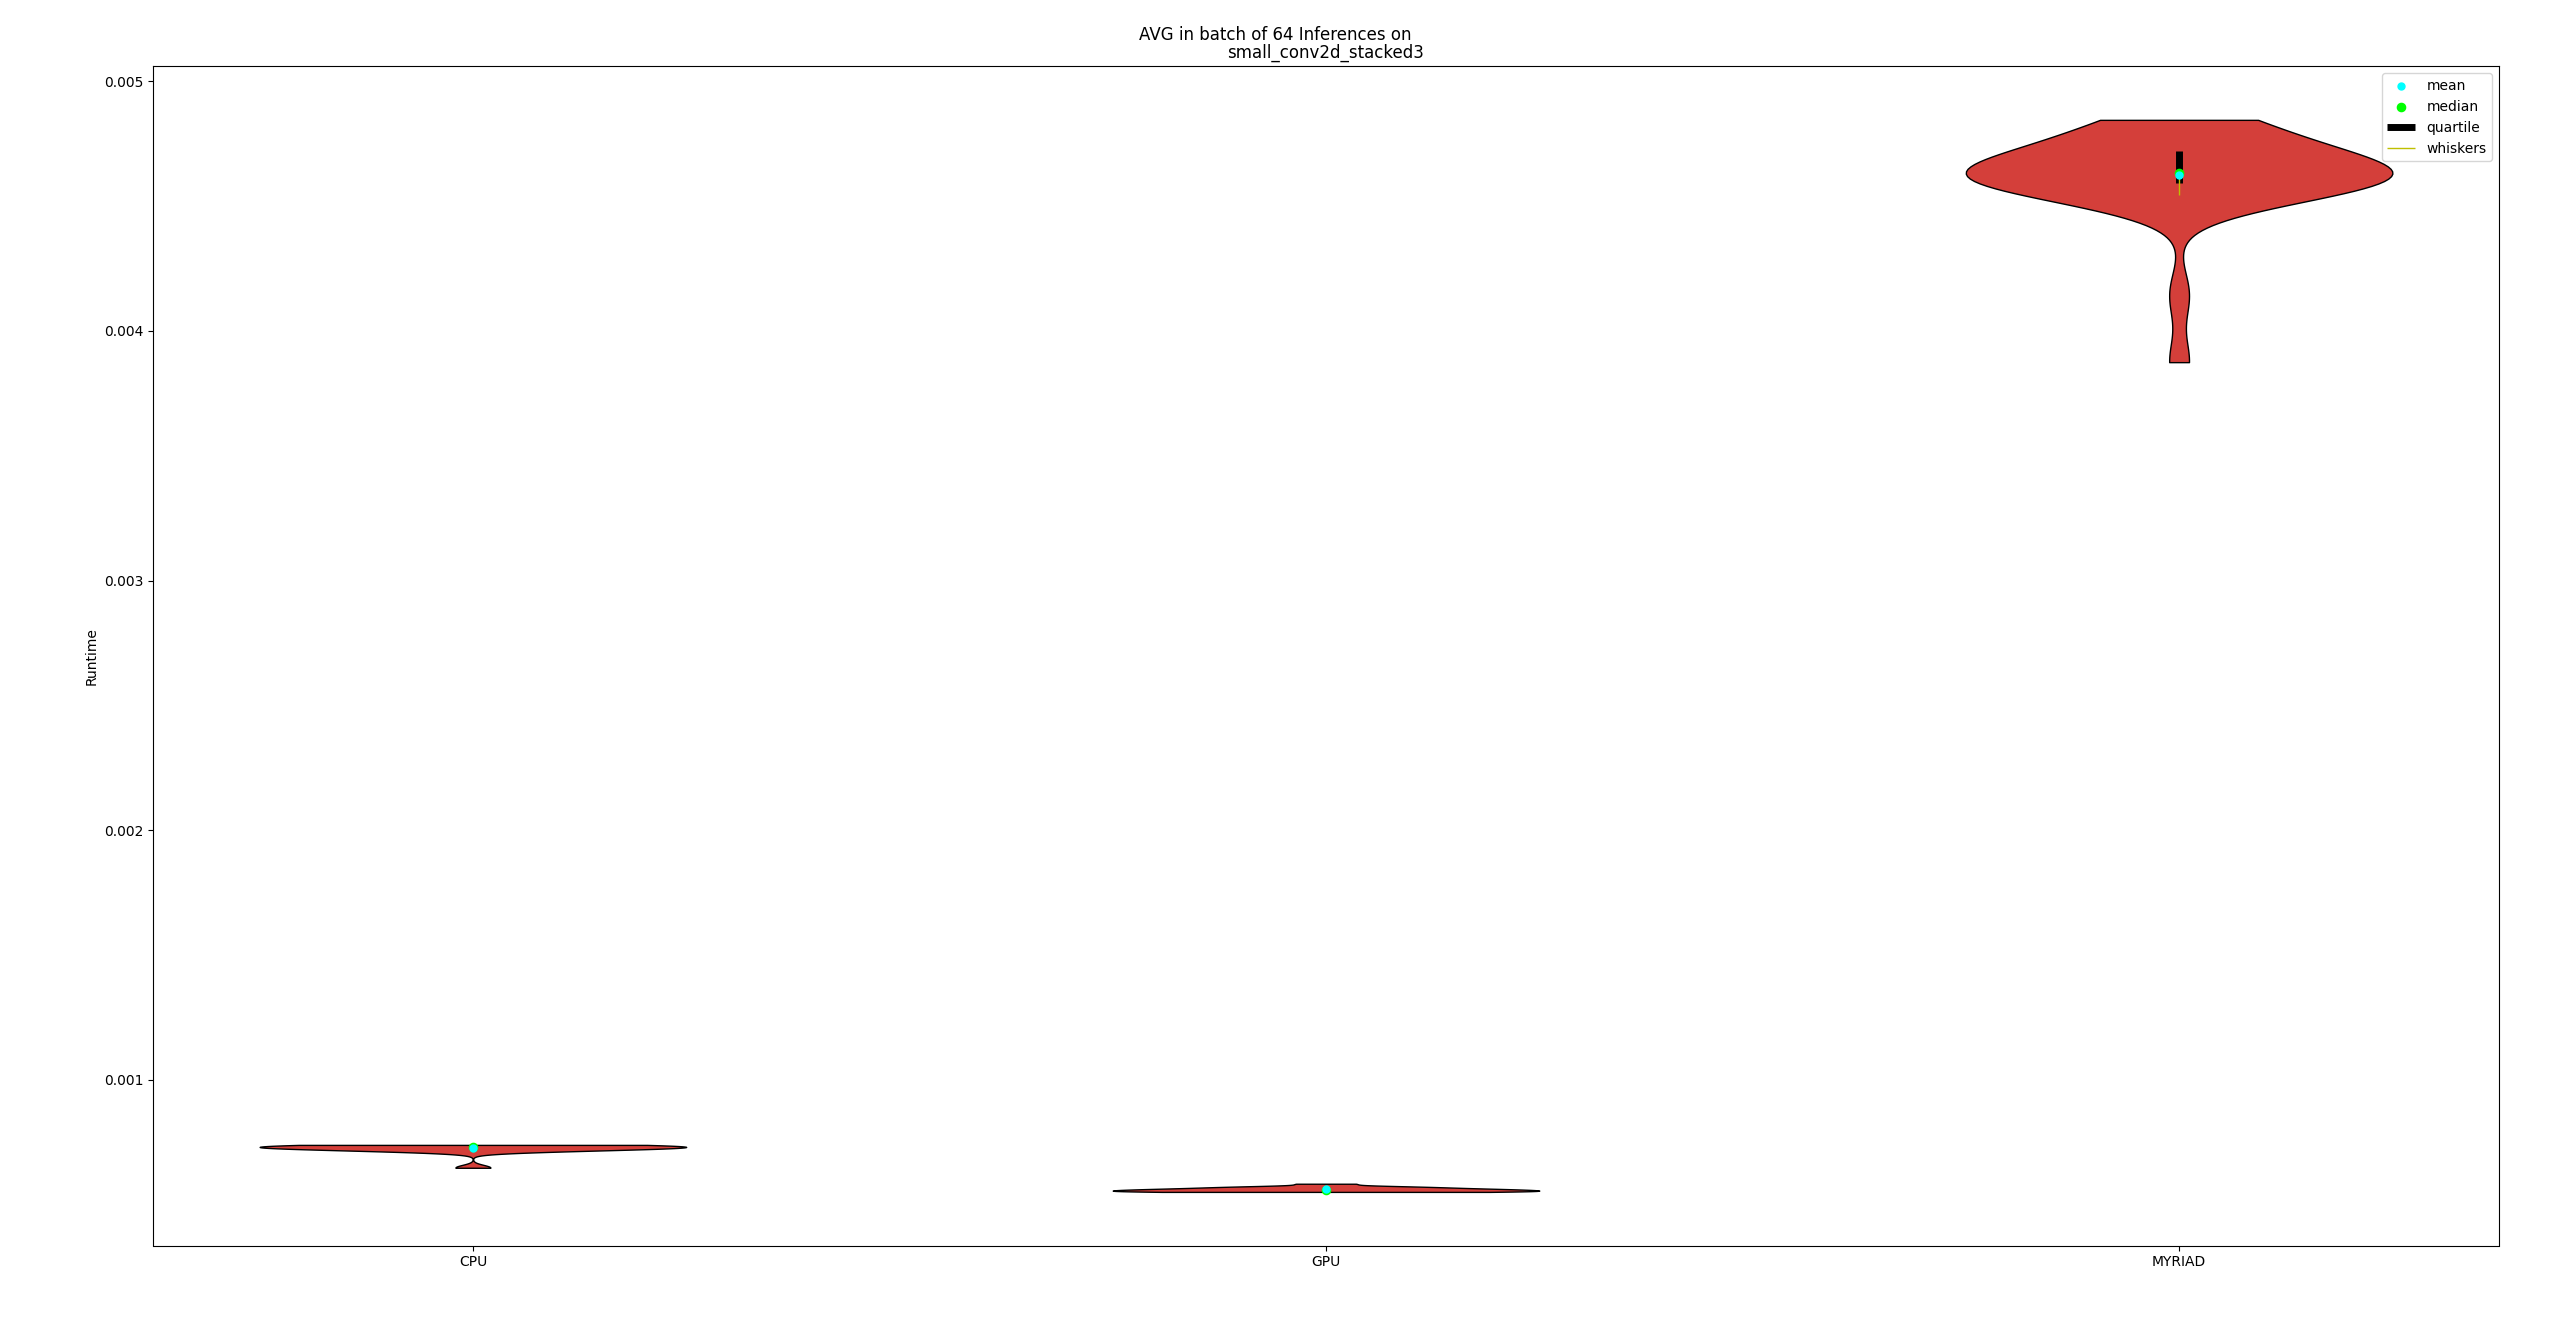 AVG in batch of 64 Inferences on
small_conv2d_stacked3
mean
median
quartile
whiskers
0.005
0.004
0.003
0.002
0.001
Runtime
CPU
GPU
MYRIAD